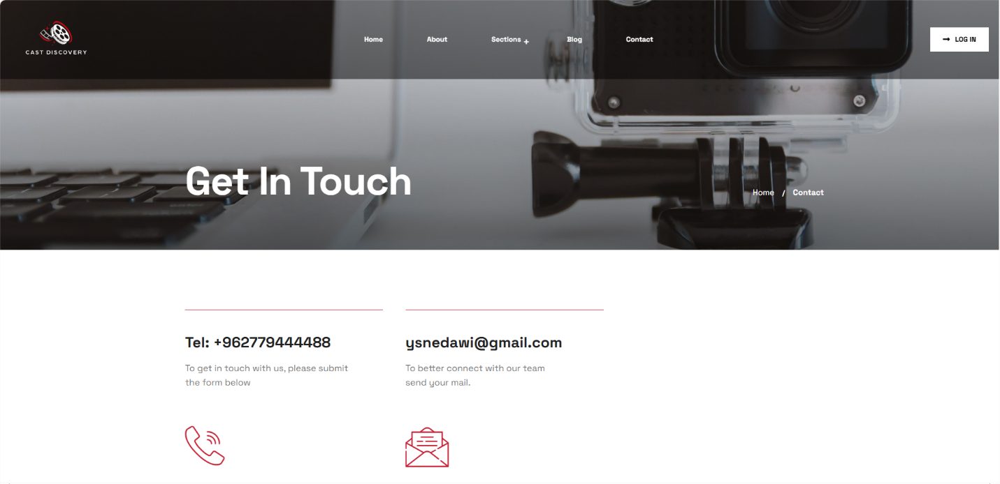 CAST DISCOVERY
Home About Sections + Blog Contact
LOG IN
Get In Touch
Home / Contact
Tel: +962779444488
To get in touch with us, please submit
the form below
ysnedawi@gmail.com
To better connect with our team
send your mail.